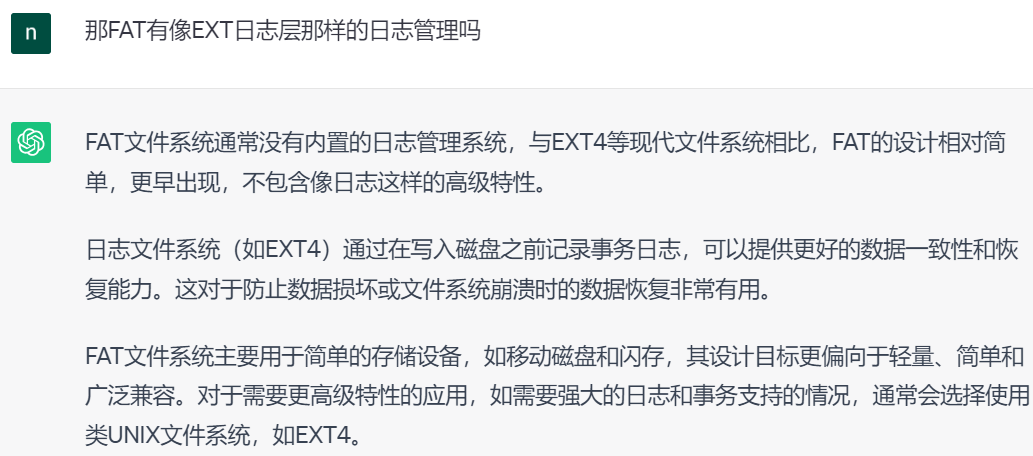 n
那FAT有像EXT日志层那样的日志管理吗
FAT文件系统通常没有内置的日志管理系统，与EXT4等现代文件系统相比，FAT的设计相对简
单，更早出现，不包含像日志这样的高级特性。
日志文件系统（如EXT4）通过在写入磁盘之前记录事务日志，可以提供更好的数据一致性和恢
复能力。这对于防止数据损坏或文件系统崩溃时的数据恢复非常有用。
FAT文件系统主要用于简单的存储设备，如移动磁盘和闪存，其设计目标更偏向于轻量、简单和
广泛兼容。对于需要更高级特性的应用，如需要强大的日志和事务支持的情况，通常会选择使用
类UNIX文件系统，如EXT4。